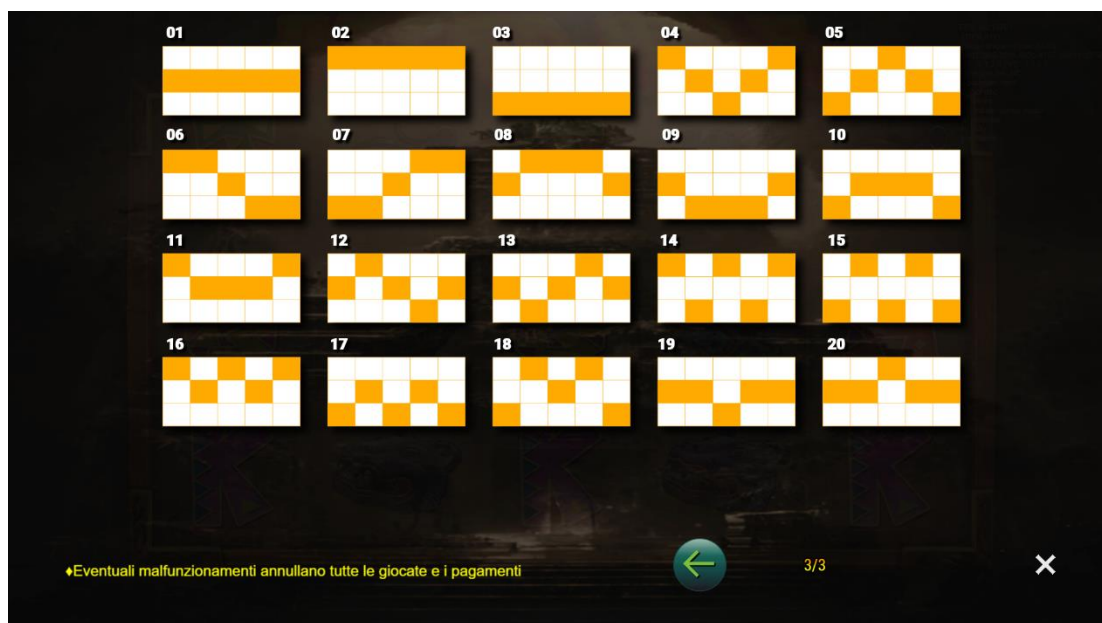 01 02 03 04 05
06 07 08 09 10
11 12 13 14 15
16 17 18 19 20
♦Eventuali malfunzionamenti annullano tutte le giocate e i pagamenti
3/3